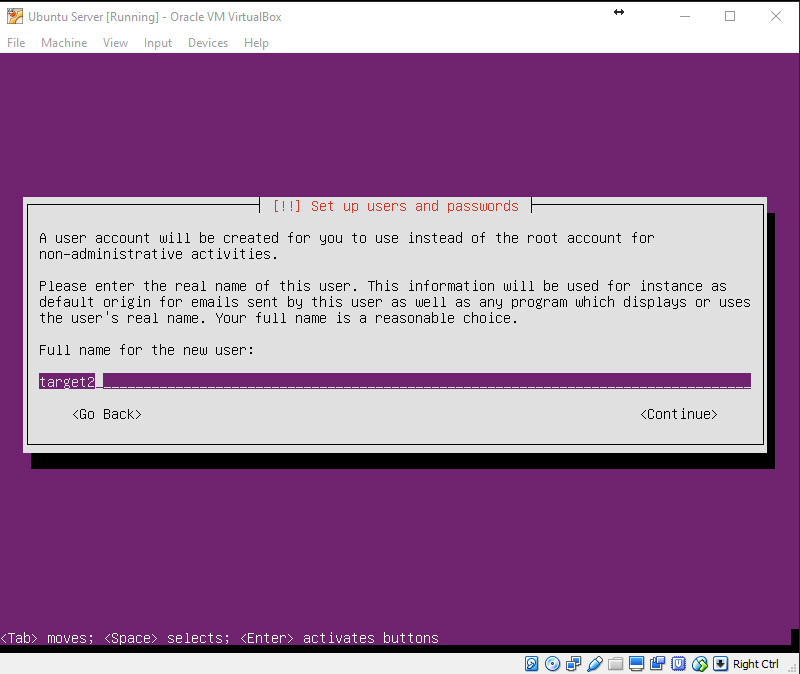 Ubuntu Server [Running] - Oracle VM VirtualBox
File Machine View Input Devices Help
[!!] Set up users and passwords
A user account will be created for you to use instead of the root account for
non-administrative activities.
Please enter the real name of this user. This information will be used for instance as
default origin for emails sent by this user as well as any program which displays or uses
the user's real name. Your full name is a reasonable choice.
Full name for the new user:
target2
<Go Back> <Continue>
<Tab> moves; <Space> selects; <Enter> activates buttons
Right Ctrl